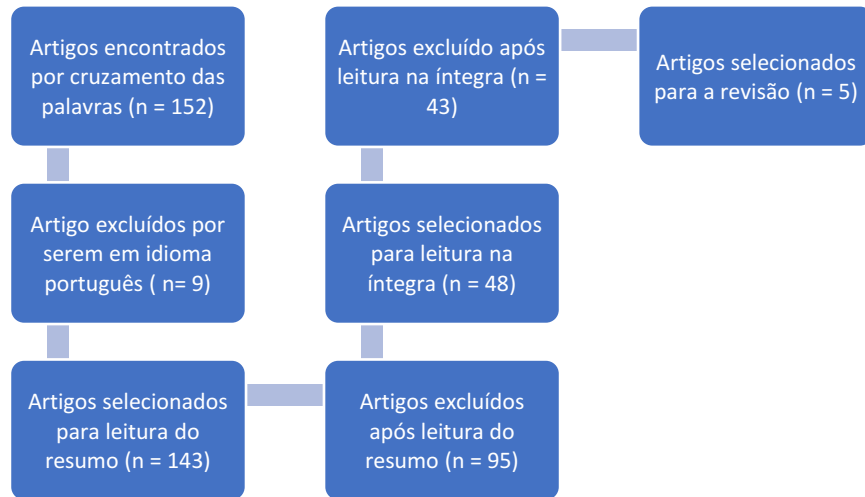 Artigos encontrados
por cruzamento das
palavras (n = 152)
Artigo excluídos por
serem em idioma
português ( n= 9)
Artigos selecionados
para leitura do
resumo (n = 143)
Artigos excluídos
após leitura do
resumo (n = 95)
Artigos selecionados
para leitura na
íntegra (n = 48)
Artigos excluído após
leitura na íntegra (n =
43)
Artigos selecionados
para a revisão (n = 5)